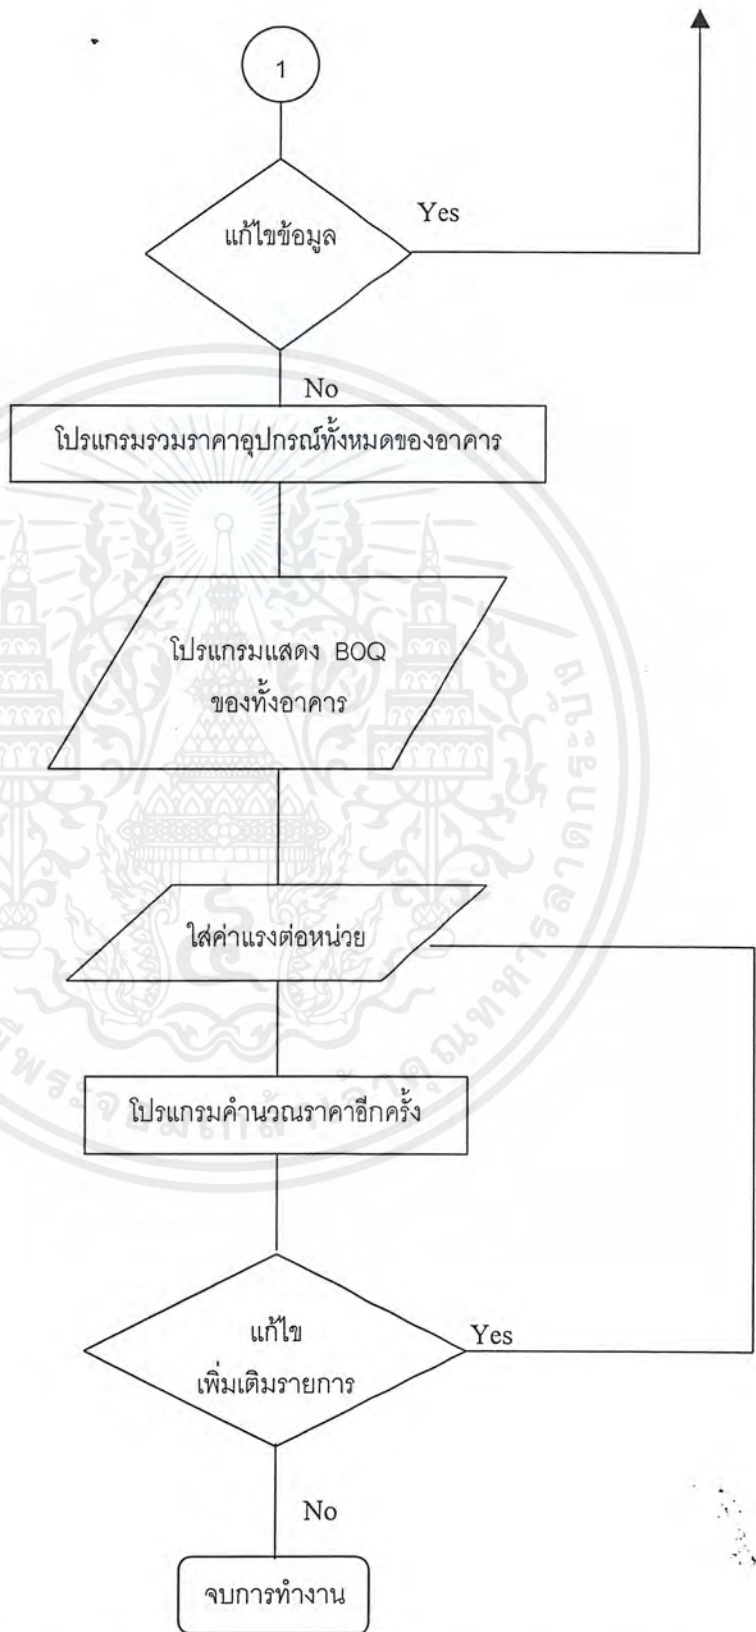 1
แก้ไขข้อมูล
Yes
No
โปรแกรมรวมราคาอุปกรณ์ทั้งหมดของอาคาร
โปรแกรมแสดง BOQ
ของทั้งอาคาร
ใส่ค่าแรงต่อหน่วย
โปรแกรมคำนวณราคาอีกครั้ง
แก้ไข
เพิ่มเติมรายการ
Yes
No
จบการทำงาน